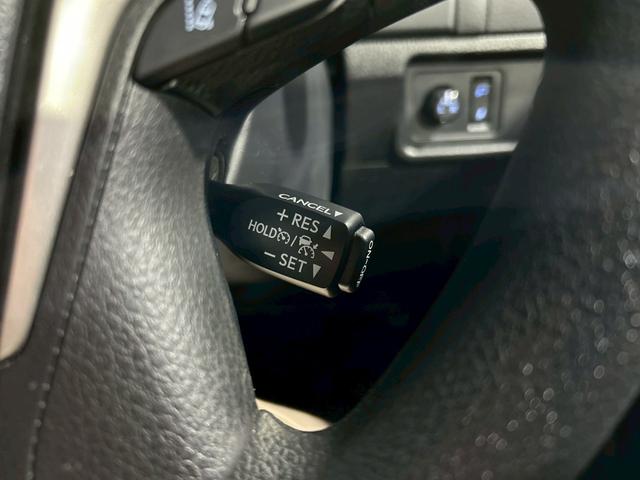 CANCEL▼
+ RES ▲
HOLD /
− SET ▼
ON-OFF